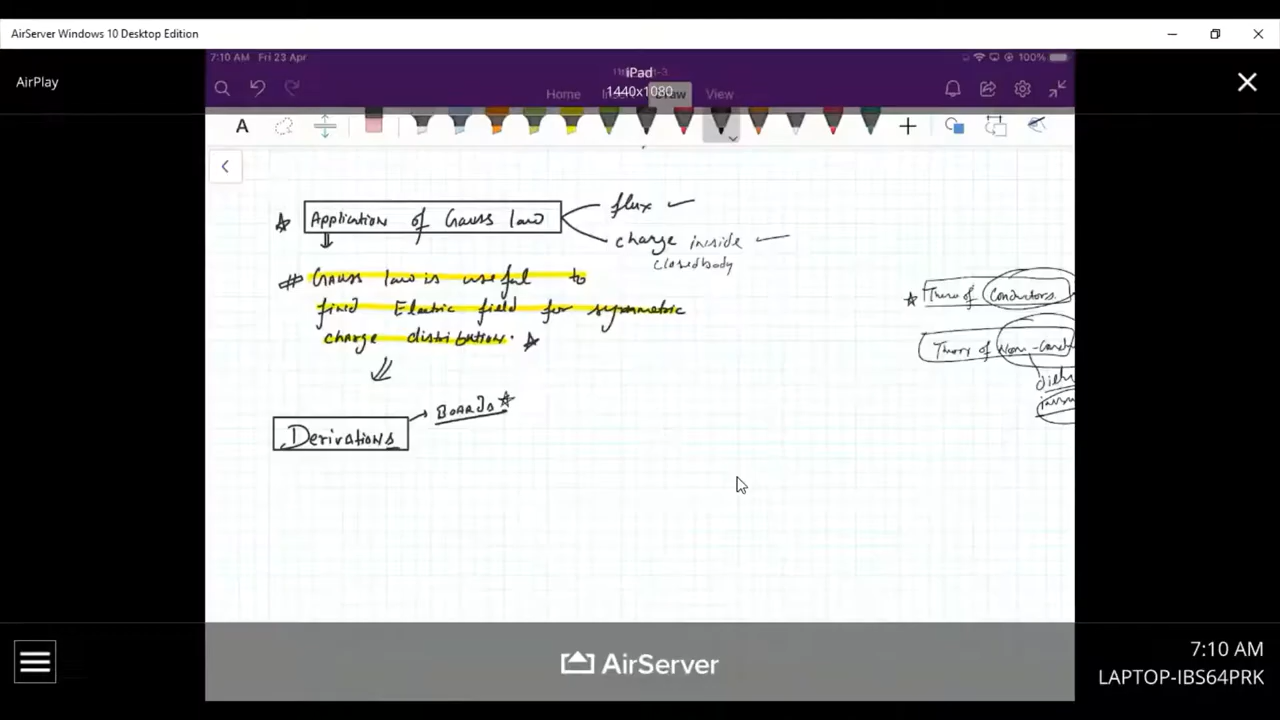 AirServer Windows 10 Desktop Edition
7:10 AM Fri 23 Apr
100%
AirPlay
iPad
1440x1080
Home
Draw
View
A
Application of Gauss law
flux
charge inside
closed body
# Gauss law is useful to
find Electric field for symmetric
charge distribution.
Theory of Conductors.
Theory of Non-Cond
BOARDS
Derivations
AirServer
7:10 AM
LAPTOP-IBS64PRK